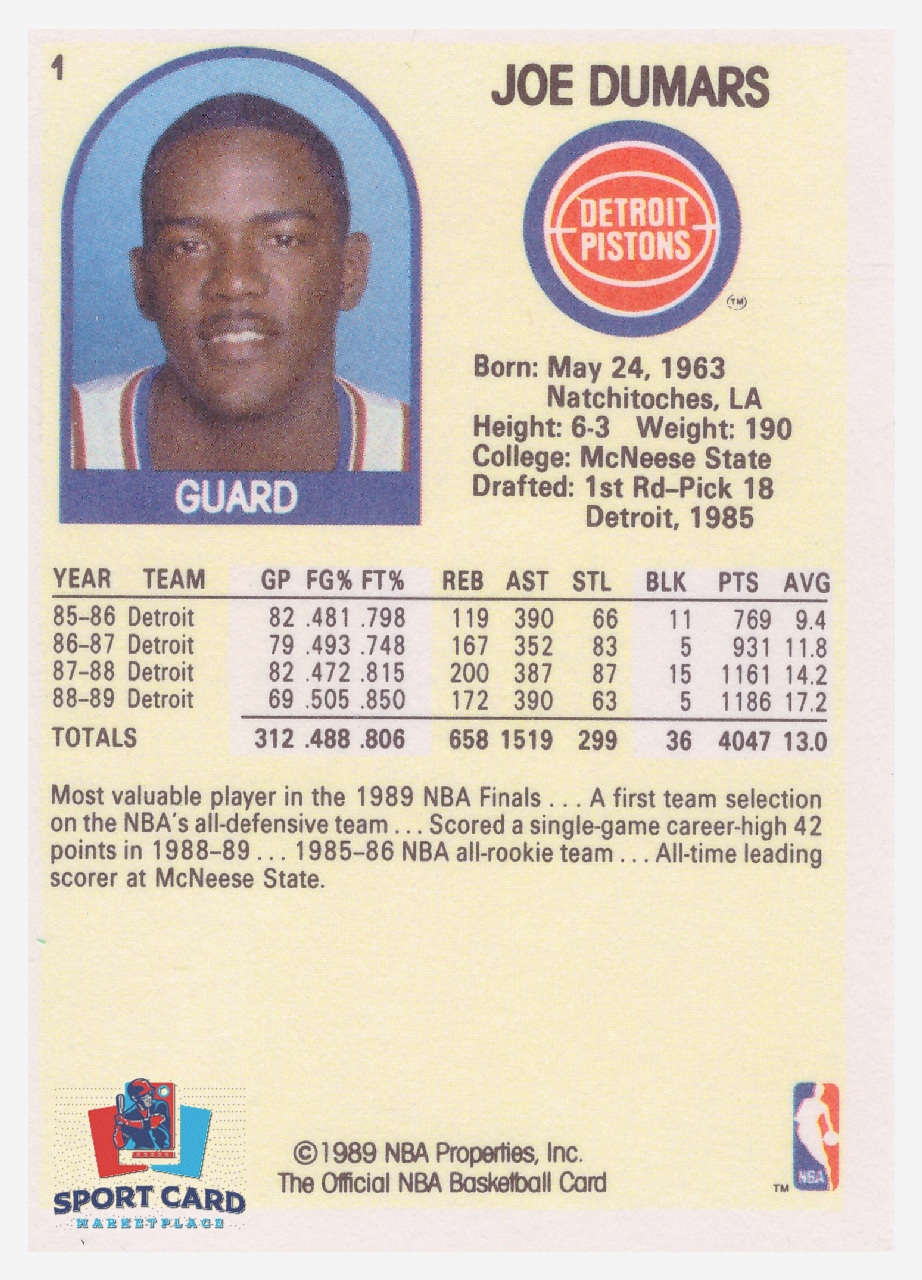 1
JOE DUMARS
DETROIT
PISTONS
TM
Born: May 24, 1963
Natchitoches, LA
Height: 6-3 Weight: 190
College: McNeese State
Drafted: 1st Rd–Pick 18
Detroit, 1985
GUARD
YEAR TEAM GP FG% FT% REB AST STL BLK PTS AVG
85–86 Detroit 82 .481 .798 119 390 66 11 769 9.4
86–87 Detroit 79 .493 .748 167 352 83 5 931 11.8
87–88 Detroit 82 .472 .815 200 387 87 15 1161 14.2
88–89 Detroit 69 .505 .850 172 390 63 5 1186 17.2
TOTALS 312 .488 .806 658 1519 299 36 4047 13.0
Most valuable player in the 1989 NBA Finals . . . A first team selection
on the NBA's all-defensive team . . . Scored a single-game career-high 42
points in 1988–89 . . . 1985–86 NBA all-rookie team . . . All-time leading
scorer at McNeese State.
©1989 NBA Properties, Inc.
The Official NBA Basketball Card
TM
NBA
SPORT CARD
MARKETPLACE